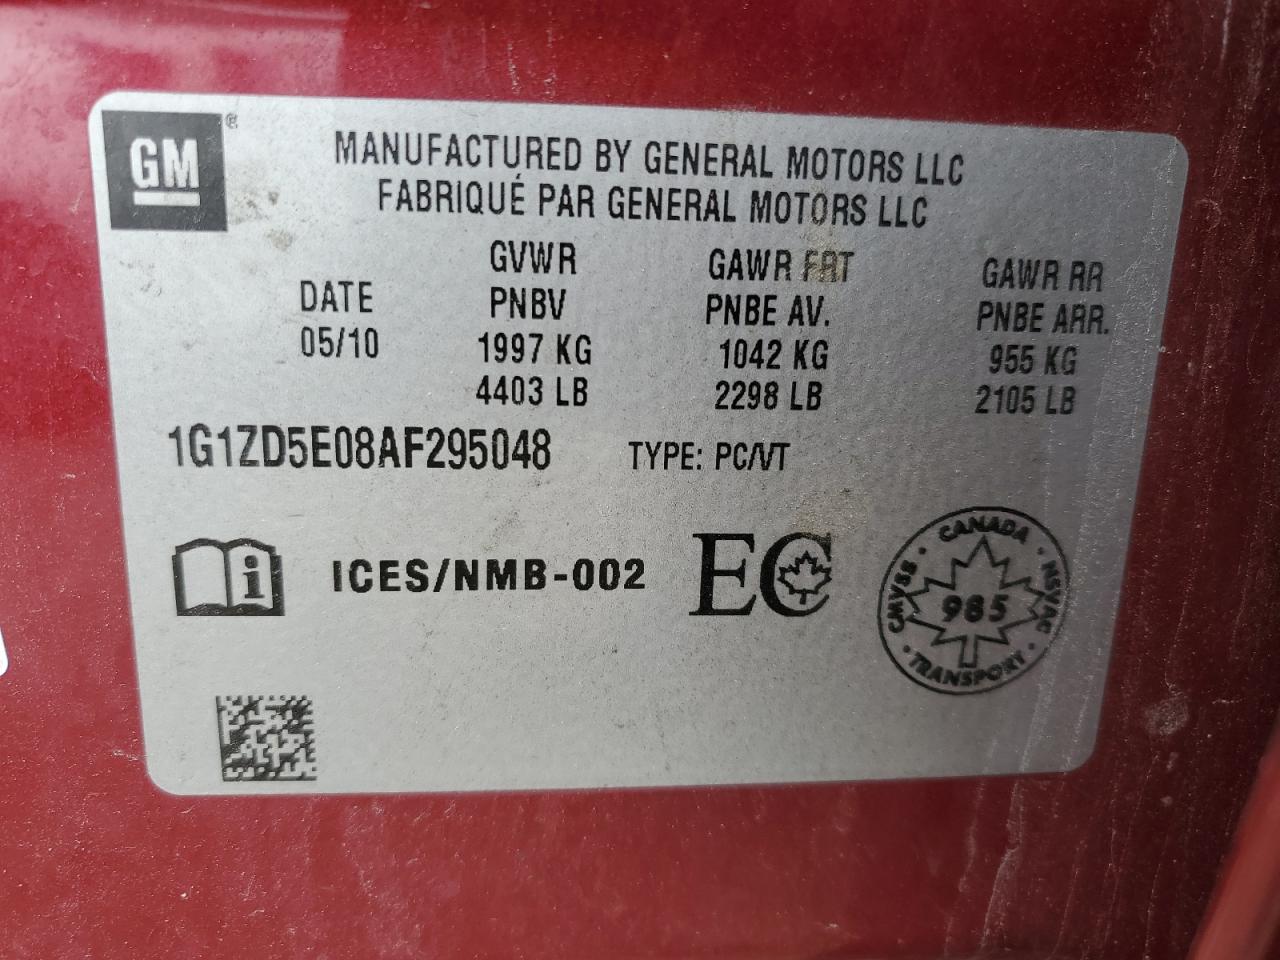 GM®
MANUFACTURED BY GENERAL MOTORS LLC
FABRIQUÉ PAR GENERAL MOTORS LLC
DATE
05/10
GVWR
PNBV
1997 KG
4403 LB
GAWR FRT
PNBE AV.
1042 KG
2298 LB
GAWR RR
PNBE ARR.
955 KG
2105 LB
1G1ZD5E08AF295048 TYPE: PC/VT
i ICES/NMB-002 EC
CANADA
CMVSS · NSVAC
985
TRANSPORT